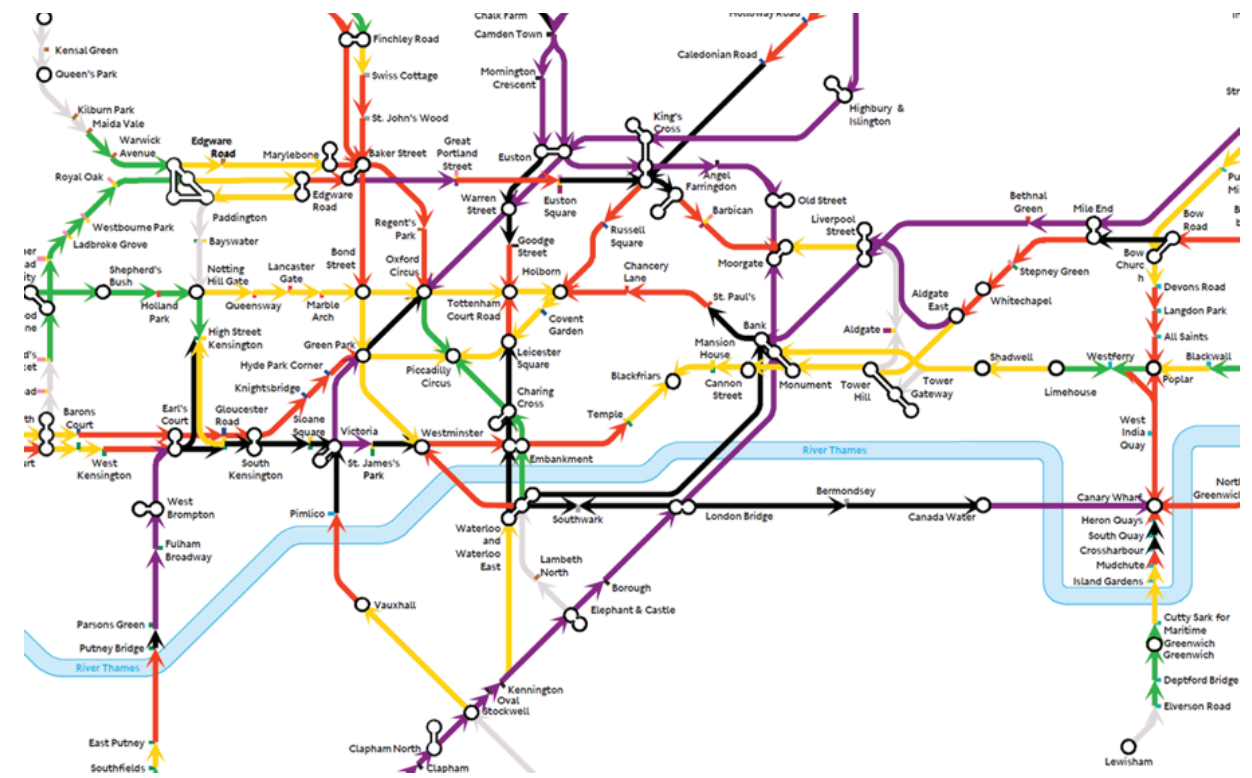 Chalk Farm
Holloway Road
Camden Town
Finchley Road
Kensal Green
Caledonian Road
Queen's Park
Swiss Cottage
Mornington
Crescent
Highbury &
Islington
Kilburn Park
Maida Vale
St. John's Wood
King's
Cross
Warwick
Avenue
Edgware
Road
Marylebone
Baker Street
Great
Portland
Street
Euston
Royal Oak
Edgware
Road
Angel
Farringdon
Paddington
Warren
Street
Euston
Square
Barbican
Old Street
Bethnal
Green
Mile End
Bow
Road
Westbourne Park
Ladbroke Grove
Bayswater
Regent's
Park
Russell
Square
Liverpool
Street
Goodge
Street
Moorgate
Bow
Churc
h
Shepherd's
Bush
Notting
Hill Gate
Lancaster
Gate
Bond
Street
Oxford
Circus
Holborn
Chancery
Lane
Stepney Green
Holland
Park
Queensway
Marble
Arch
Tottenham
Court Road
St. Paul's
Whitechapel
Devons Road
Aldgate
East
Langdon Park
High Street
Kensington
Green Park
Covent
Garden
Bank
Aldgate
All Saints
Hyde Park Corner
Piccadilly
Circus
Leicester
Square
Mansion
House
Shadwell
Westferry
Blackwall
Knightsbridge
Blackfriars
Cannon
Street
Monument
Tower
Hill
Tower
Gateway
Limehouse
Poplar
Charing
Cross
Barons
Court
Earl's
Court
Gloucester
Road
Sloane
Square
Victoria
Westminster
Temple
West
India
Quay
West
Kensington
South
Kensington
St. James's
Park
Embankment
River Thames
West
Brompton
Pimlico
Waterloo
and
Waterloo
East
Southwark
London Bridge
Bermondsey
Canada Water
Canary Wharf
North
Greenwich
Heron Quays
South Quay
Crossharbour
Mudchute
Island Gardens
Fulham
Broadway
Lambeth
North
Borough
Vauxhall
Elephant & Castle
Parsons Green
Putney Bridge
River Thames
Cutty Sark for
Maritime
Greenwich
Greenwich
Kennington
Oval
Stockwell
Deptford Bridge
Elverson Road
East Putney
Southfields
Clapham North
Clapham
Lewisham